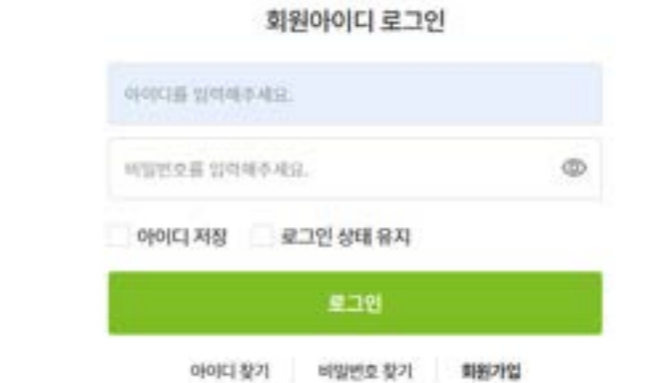 회원아이디 로그인
아이디를 입력해주세요.
비밀번호를 입력해주세요.
아이디 저장 로그인 상태 유지
로그인
아이디 찾기 비밀번호 찾기 회원가입